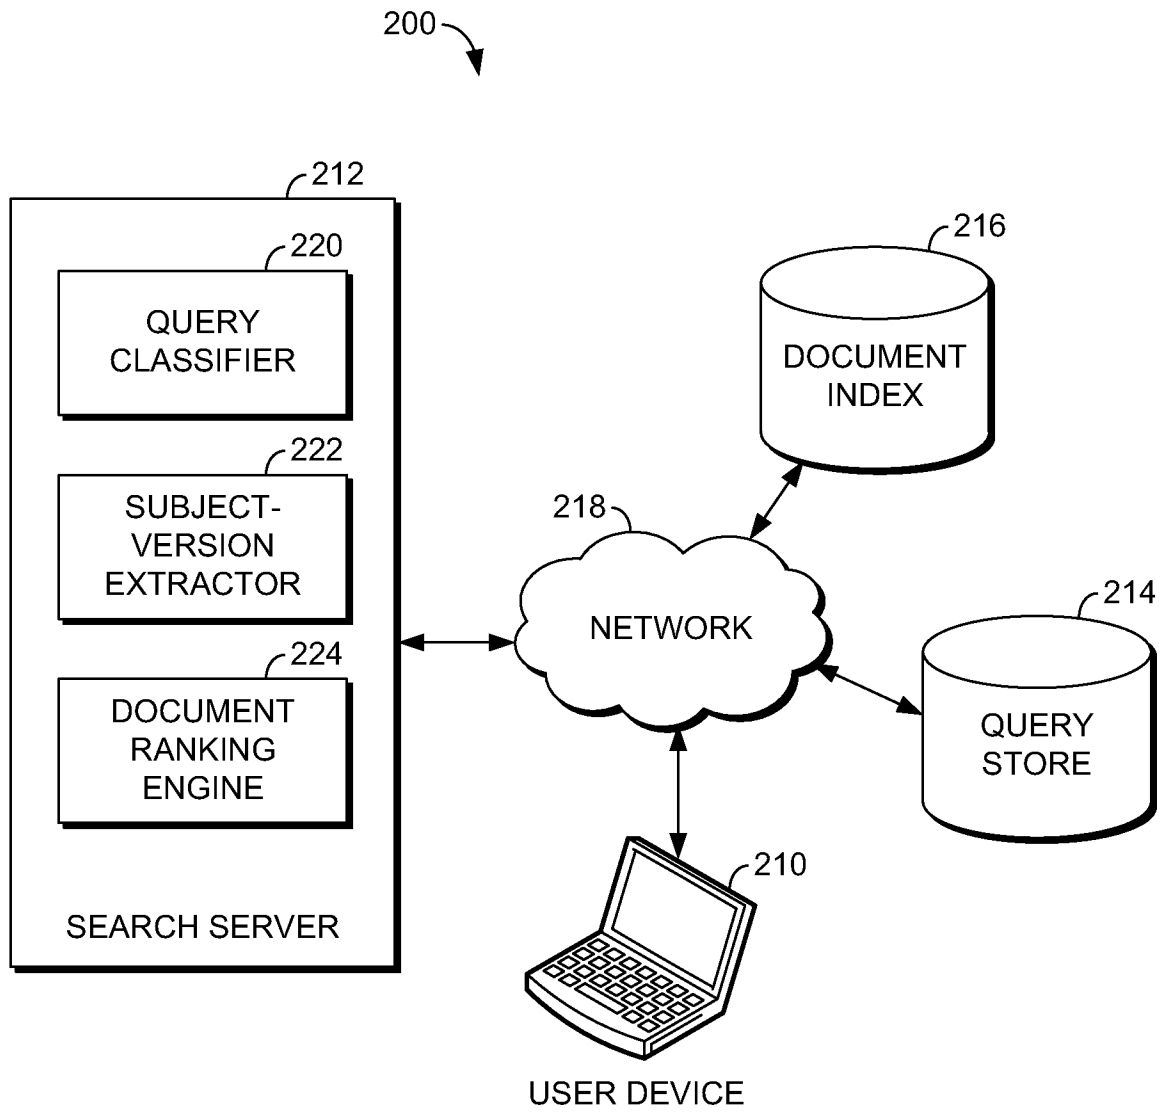 200
212
220
QUERY
CLASSIFIER
222
SUBJECT-
VERSION
EXTRACTOR
224
DOCUMENT
RANKING
ENGINE
SEARCH SERVER
216
DOCUMENT
INDEX
218
NETWORK
214
QUERY
STORE
210
USER DEVICE